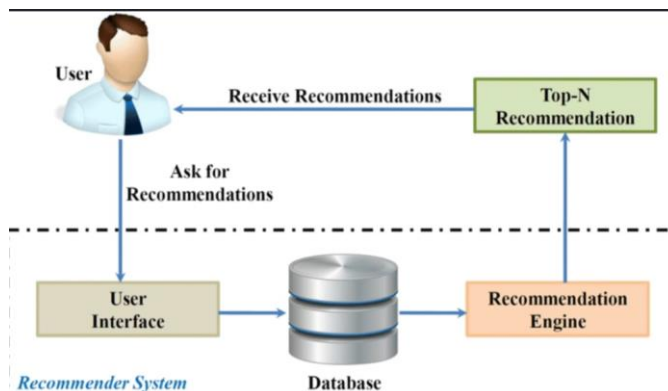 User
Receive Recommendations
Top-N
Recommendation
Ask for
Recommendations
User
Interface
Recommendation
Engine
Recommender System
Database